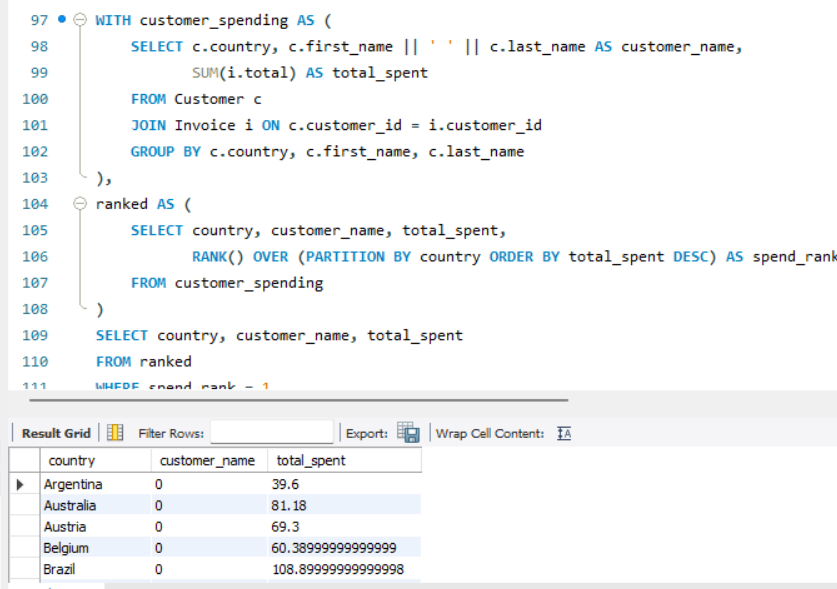 97 WITH customer_spending AS (
98 SELECT c.country, c.first_name || ' ' || c.last_name AS customer_name,
99 SUM(i.total) AS total_spent
100 FROM Customer c
101 JOIN Invoice i ON c.customer_id = i.customer_id
102 GROUP BY c.country, c.first_name, c.last_name
103 ),
104 ranked AS (
105 SELECT country, customer_name, total_spent,
106 RANK() OVER (PARTITION BY country ORDER BY total_spent DESC) AS spend_rank
107 FROM customer_spending
108 )
109 SELECT country, customer_name, total_spent
110 FROM ranked
111 WHERE spend_rank = 1
Result Grid Filter Rows: Export: Wrap Cell Content: IA
country customer_name total_spent
Argentina 0 39.6
Australia 0 81.18
Austria 0 69.3
Belgium 0 60.38999999999999
Brazil 0 108.89999999999998